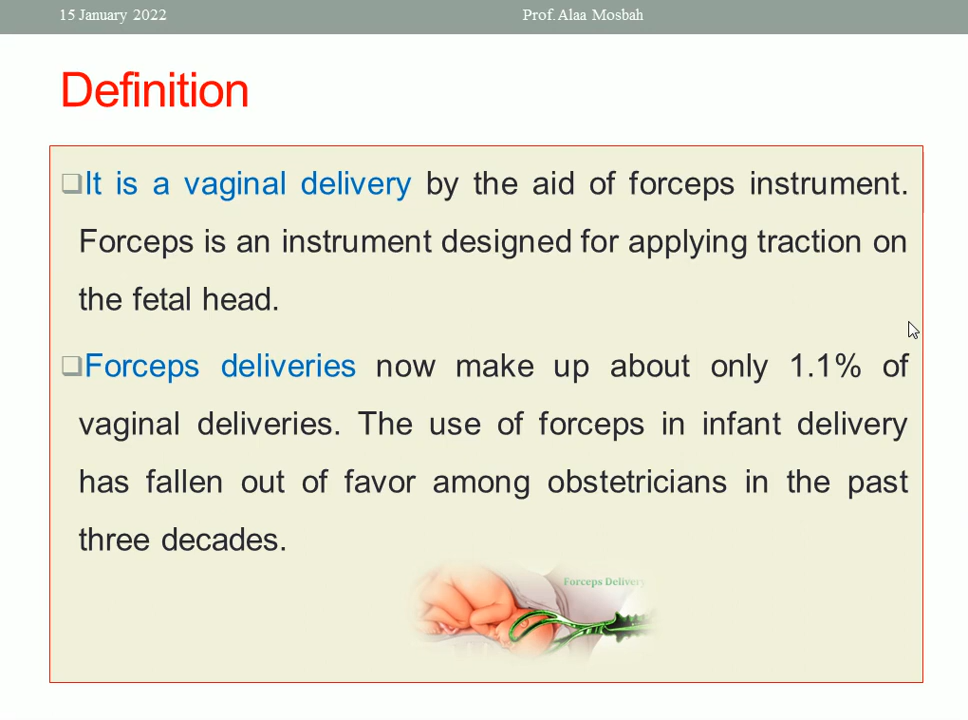 15 January 2022
Prof. Alaa Mosbah
Definition
It is a vaginal delivery by the aid of forceps instrument.
Forceps is an instrument designed for applying traction on
the fetal head.
Forceps deliveries now make up about only 1.1% of
vaginal deliveries. The use of forceps in infant delivery
has fallen out of favor among obstetricians in the past
three decades.
Forceps Delivery